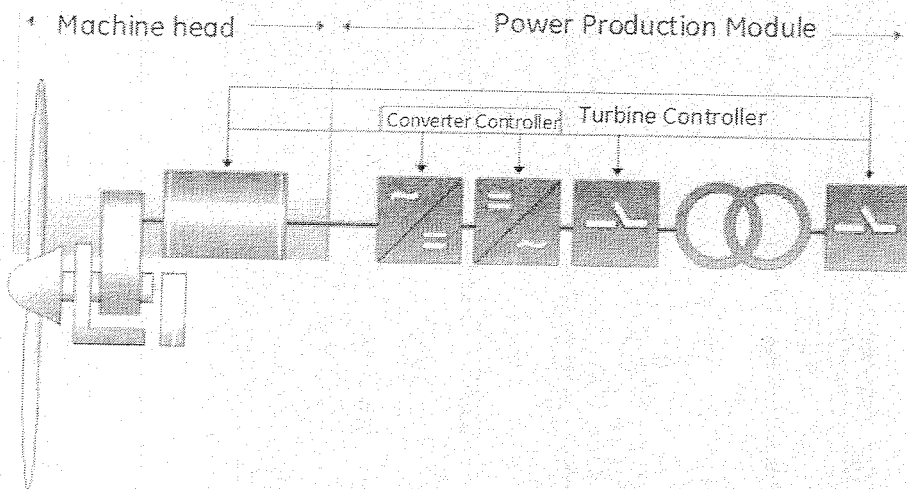 Machine head
Power Production Module
Converter Controller
Turbine Controller